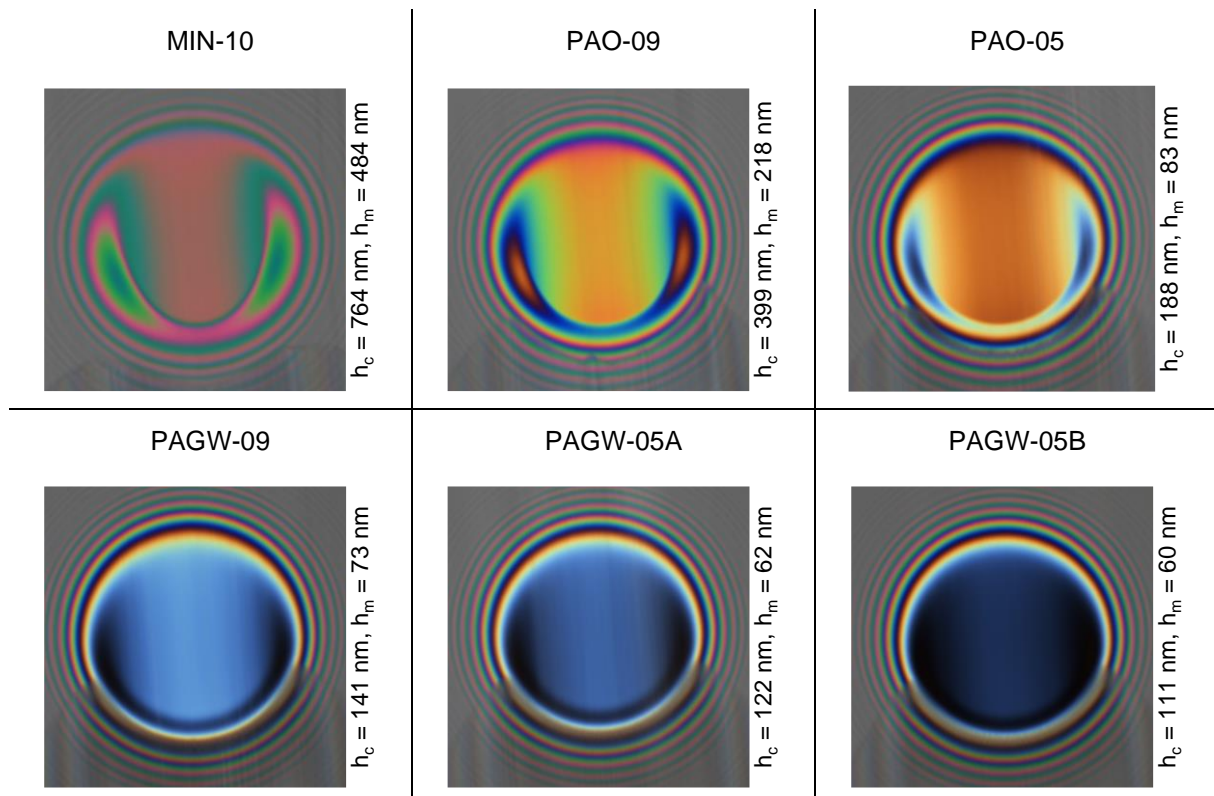 MIN-10
h_c = 764 nm, h_m = 484 nm
PAO-09
h_c = 399 nm, h_m = 218 nm
PAO-05
h_c = 188 nm, h_m = 83 nm
PAGW-09
h_c = 141 nm, h_m = 73 nm
PAGW-05A
h_c = 122 nm, h_m = 62 nm
PAGW-05B
h_c = 111 nm, h_m = 60 nm